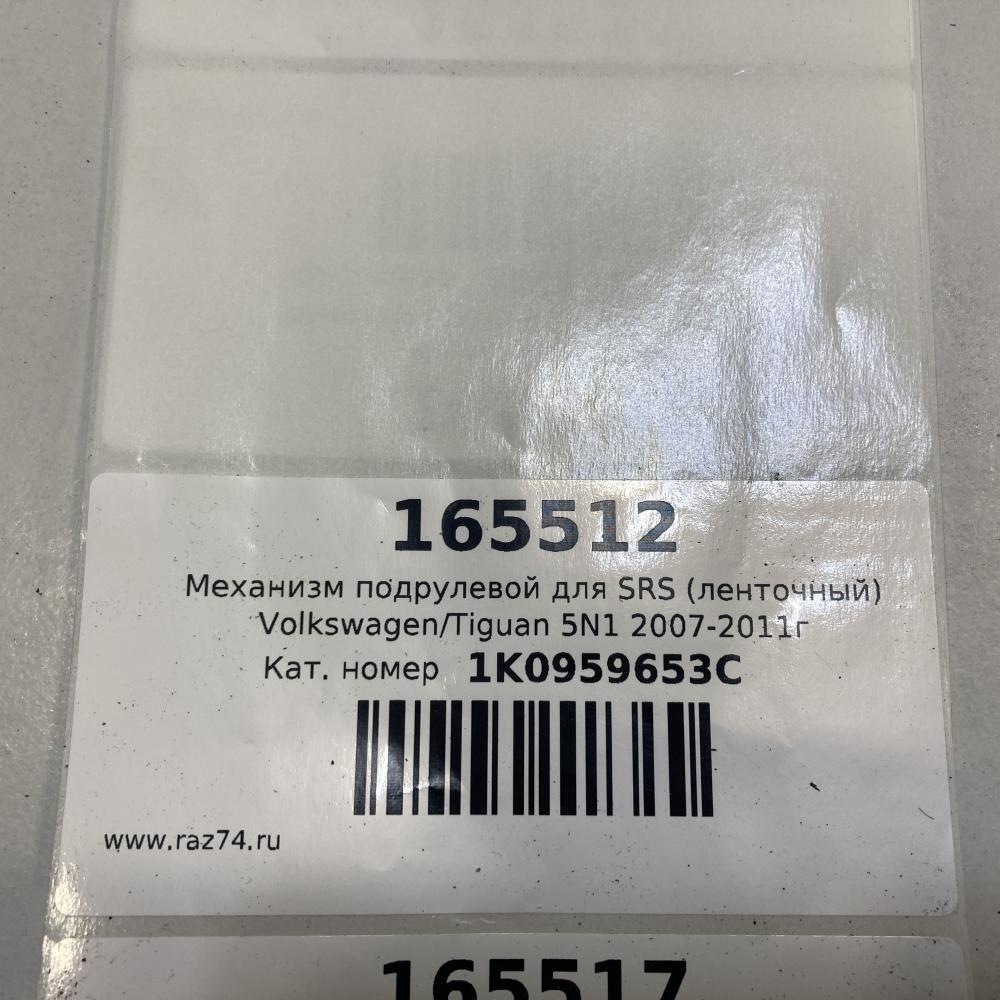 165512
Механизм подрулевой для SRS (ленточный)
Volkswagen/Tiguan 5N1 2007-2011г
Кат. номер 1K0959653C
www.raz74.ru
165517